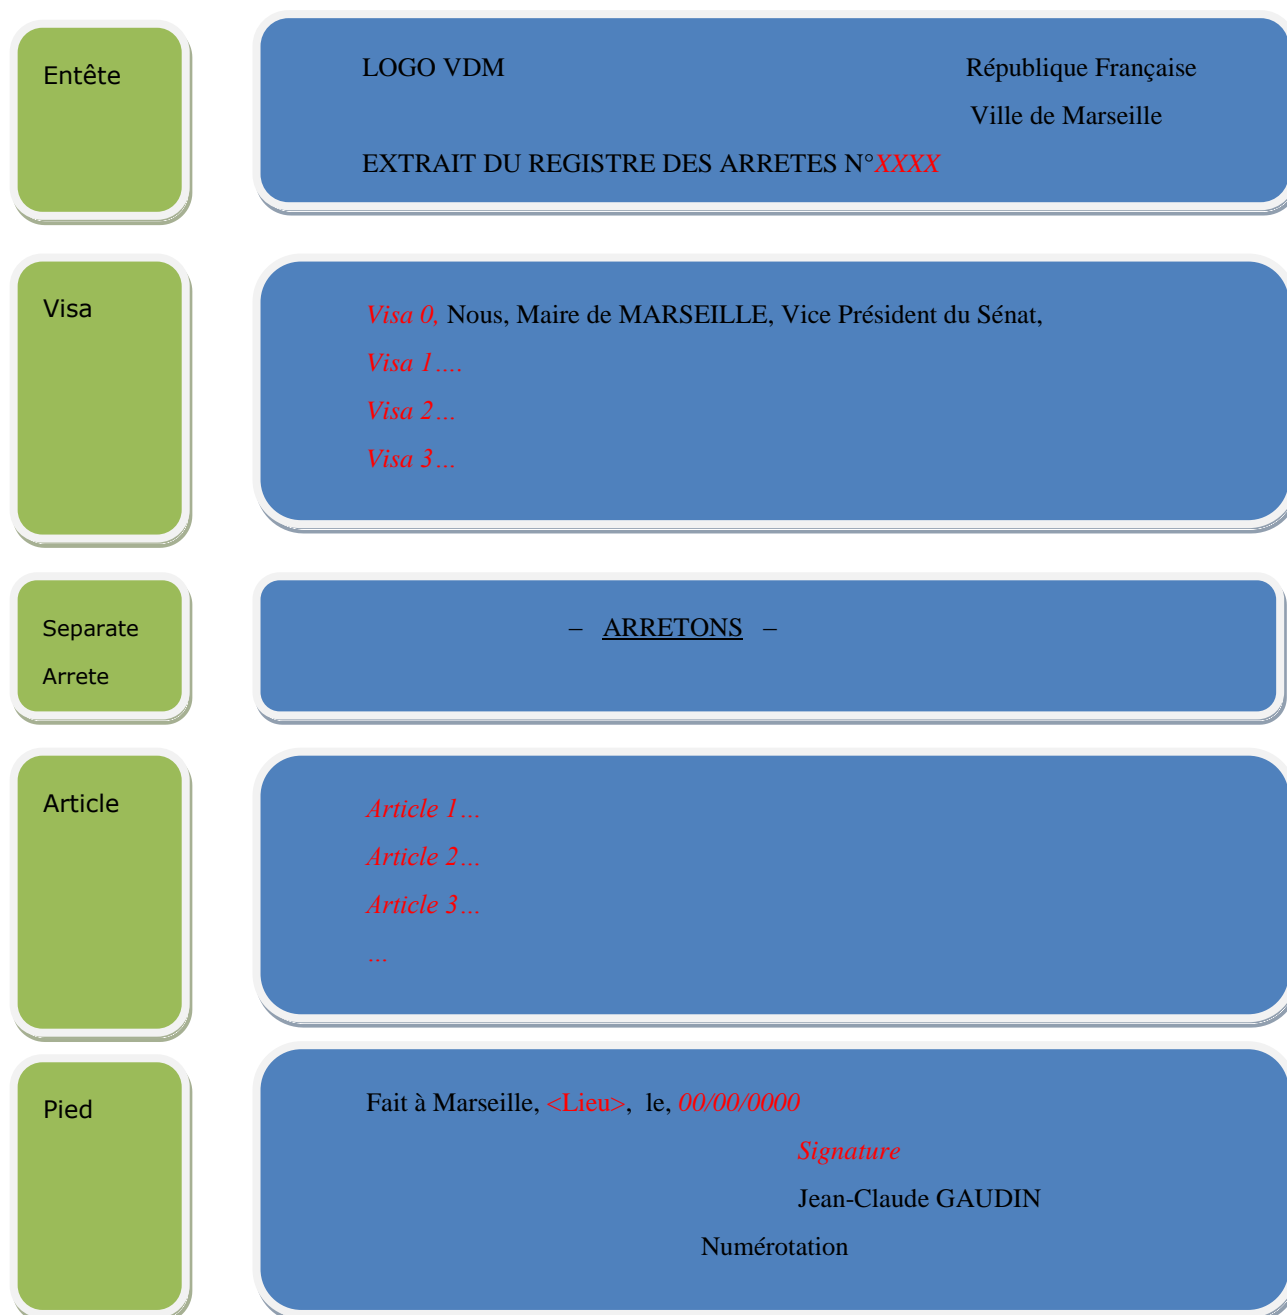 Entête
LOGO VDM République Française
Ville de Marseille
EXTRAIT DU REGISTRE DES ARRETES N°XXXX
Visa
Visa 0, Nous, Maire de MARSEILLE, Vice Président du Sénat,
Visa 1....
Visa 2...
Visa 3...
Separate
Arrete
– ARRETONS –
Article
Article 1...
Article 2...
Article 3...
...
Pied
Fait à Marseille, <Lieu>, le, 00/00/0000
Signature
Jean-Claude GAUDIN
Numérotation